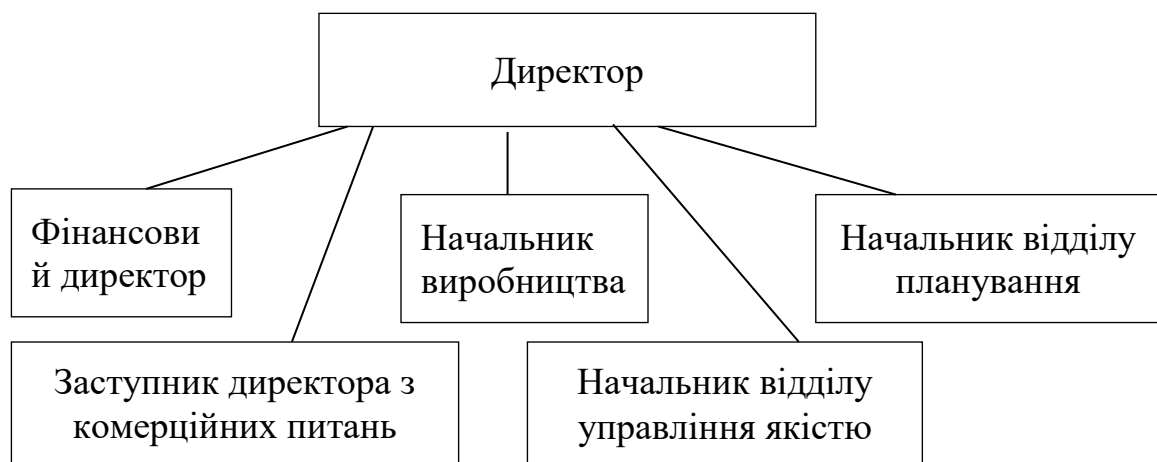 Директор
Фінансови
й директор
Начальник
виробництва
Начальник відділу
планування
Заступник директора з
комерційних питань
Начальник відділу
управління якістю